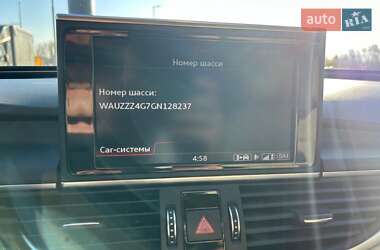 auto RIA
Номер шасси
Номер шасси:
WAUZZZ4G7GN128237
Car-системы
4:58